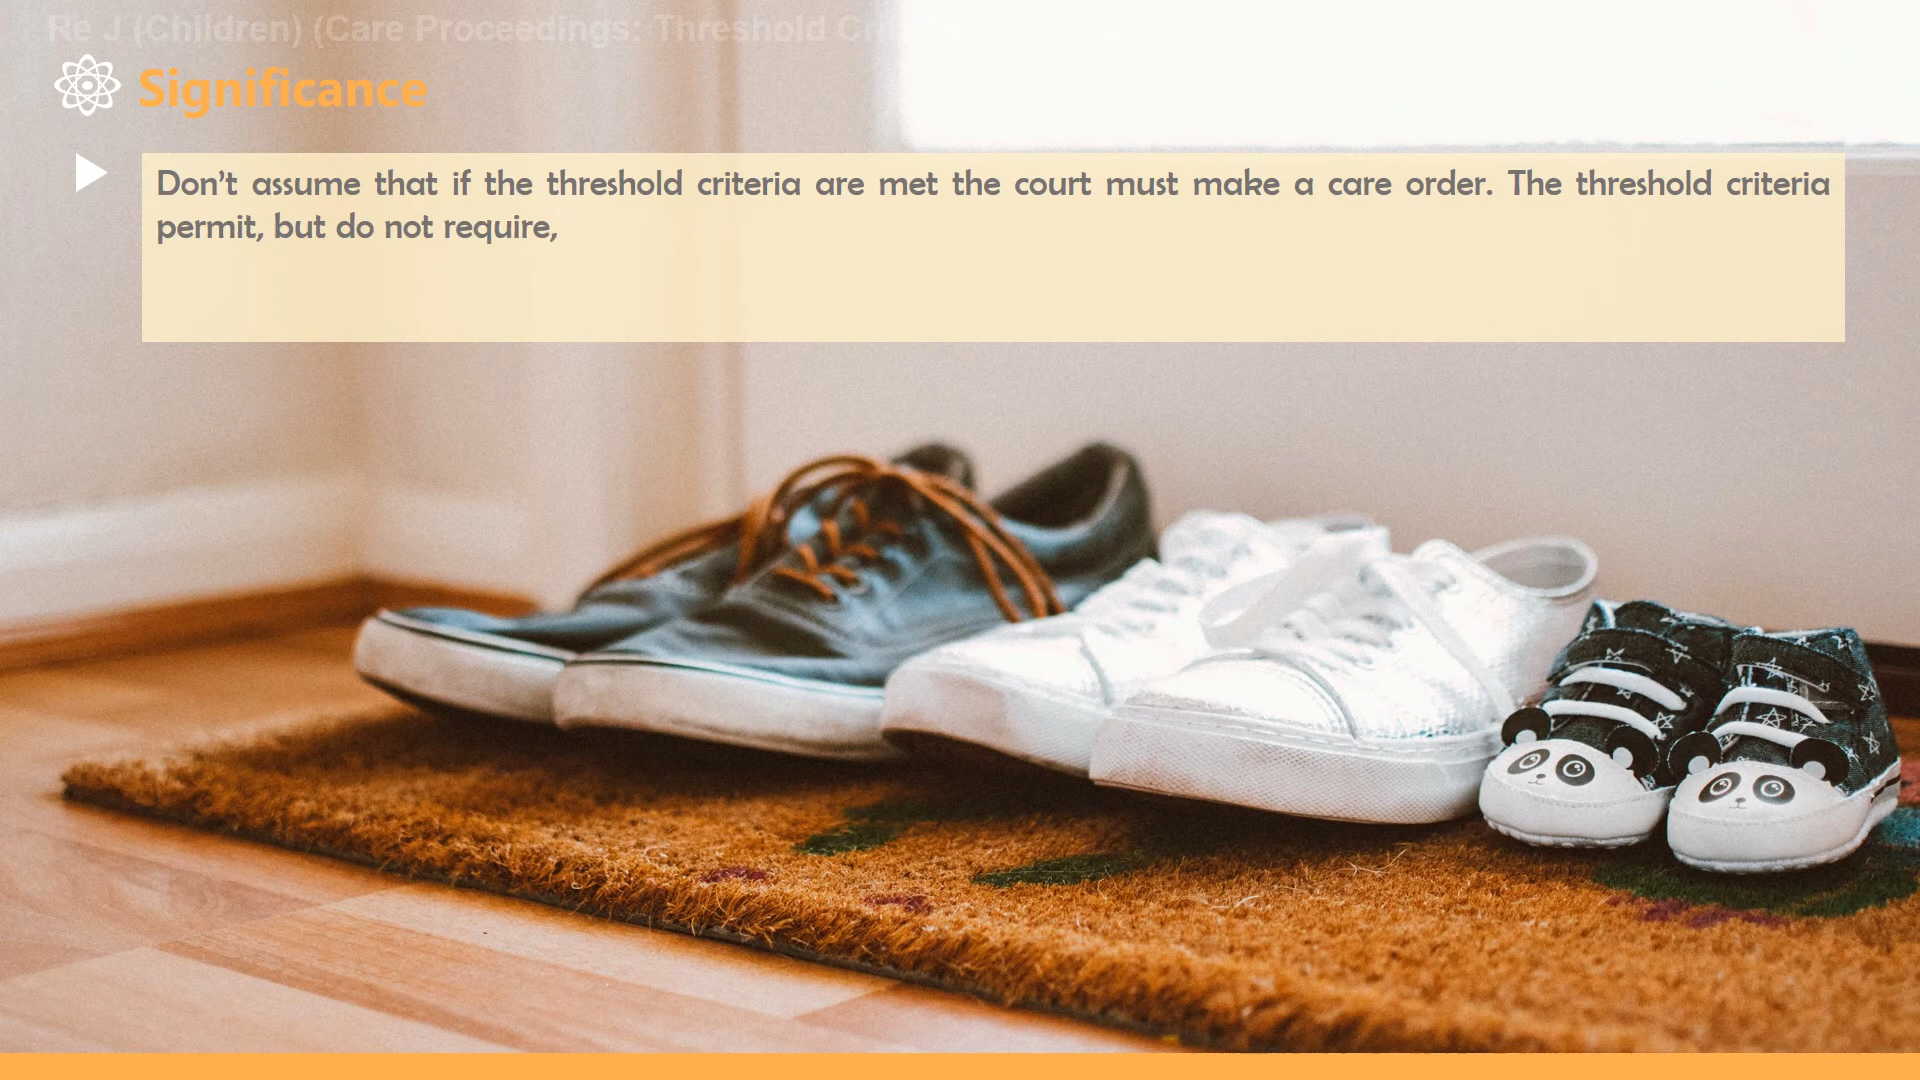 Re J (Children) (Care Proceedings: Threshold
Significance
Don’t assume that if the threshold criteria are met the court must make a care order. The threshold criteria
permit, but do not require,